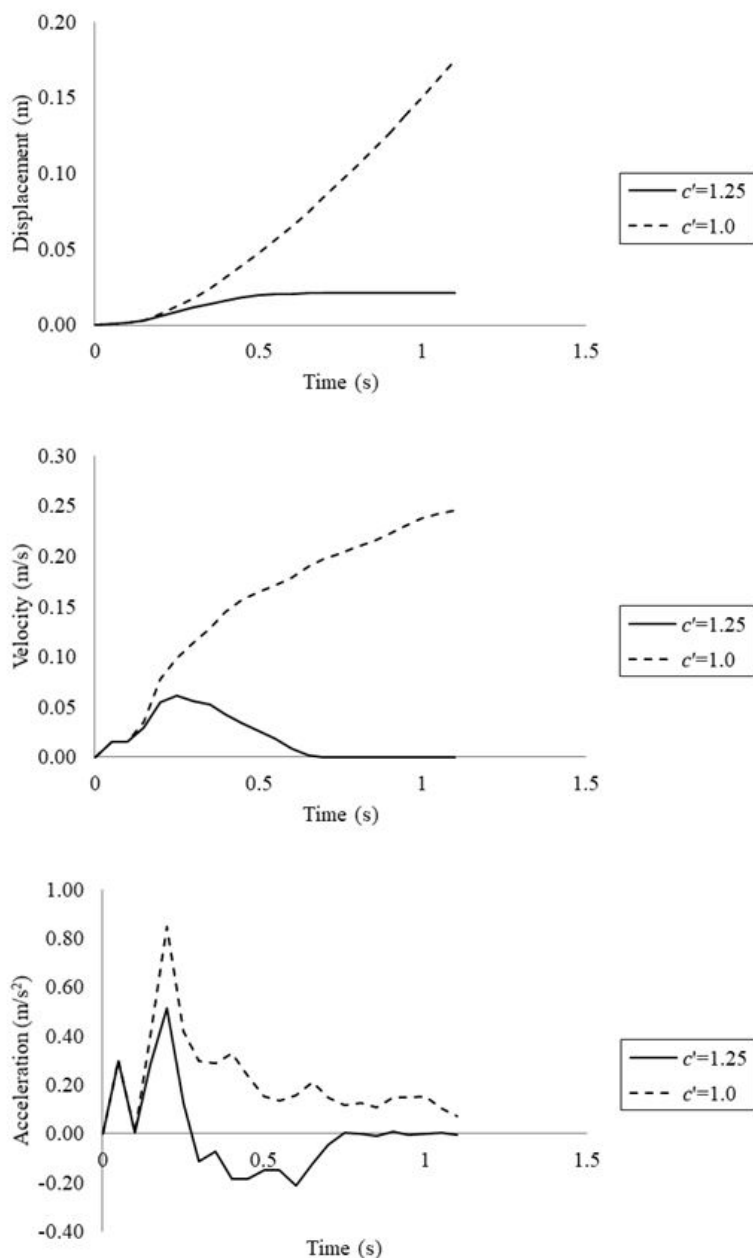 0.20
0.15
0.10
0.05
0.00
Displacement (m)
0 0.5 1 1.5
Time (s)
c'=1.25
c'=1.0
0.30
0.25
0.20
0.15
0.10
0.05
0.00
Velocity (m/s)
0 0.5 1 1.5
Time (s)
c'=1.25
c'=1.0
1.00
0.80
0.60
0.40
0.20
0.00
-0.20
-0.40
Acceleration (m/s²)
0 0.5 1 1.5
Time (s)
c'=1.25
c'=1.0